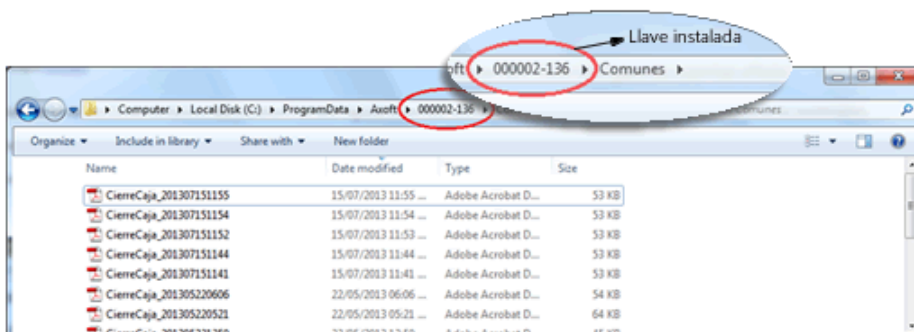 Llave instalada
oft ▸ 000002-136 ▸ Comunes ▸
▸ Computer ▸ Local Disk (C:) ▸ ProgramData ▸ Axoft ▸ 000002-136 ▸
Organize Include in library Share with New folder
Name Date modified Type Size
CierreCaja_201307151155 15/07/2013 11:55 ... Adobe Acrobat D... 53 KB
CierreCaja_201307151154 15/07/2013 11:54 ... Adobe Acrobat D... 53 KB
CierreCaja_201307151152 15/07/2013 11:53 ... Adobe Acrobat D... 53 KB
CierreCaja_201307151144 15/07/2013 11:44 ... Adobe Acrobat D... 53 KB
CierreCaja_201307151141 15/07/2013 11:41 ... Adobe Acrobat D... 53 KB
CierreCaja_201305220606 22/05/2013 06:06 ... Adobe Acrobat D... 54 KB
CierreCaja_201305220521 22/05/2013 05:21 ... Adobe Acrobat D... 64 KB